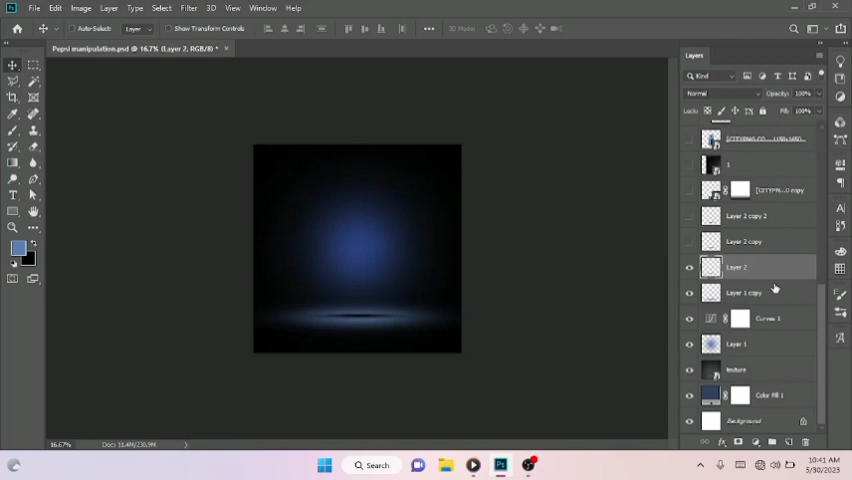 Ps File Edit Image Layer Type Select Filter 3D View Window Help
Auto-Select: Layer Show Transform Controls 3D Mode:
Pepsi manipulation.psd @ 16.7% (Layer 2, RGB/8) * ×
Layers
Kind
Normal Opacity: 100%
Lock: Fill: 100%
1
copy
Layer 2 copy 2
Layer 2 copy
Layer 2
Layer 1 copy
Curves 1
Layer 1
texture
Color Fill 1
Background
16.67% Doc: 11.4M/230.9M
Search
10:41 AM
5/30/2023